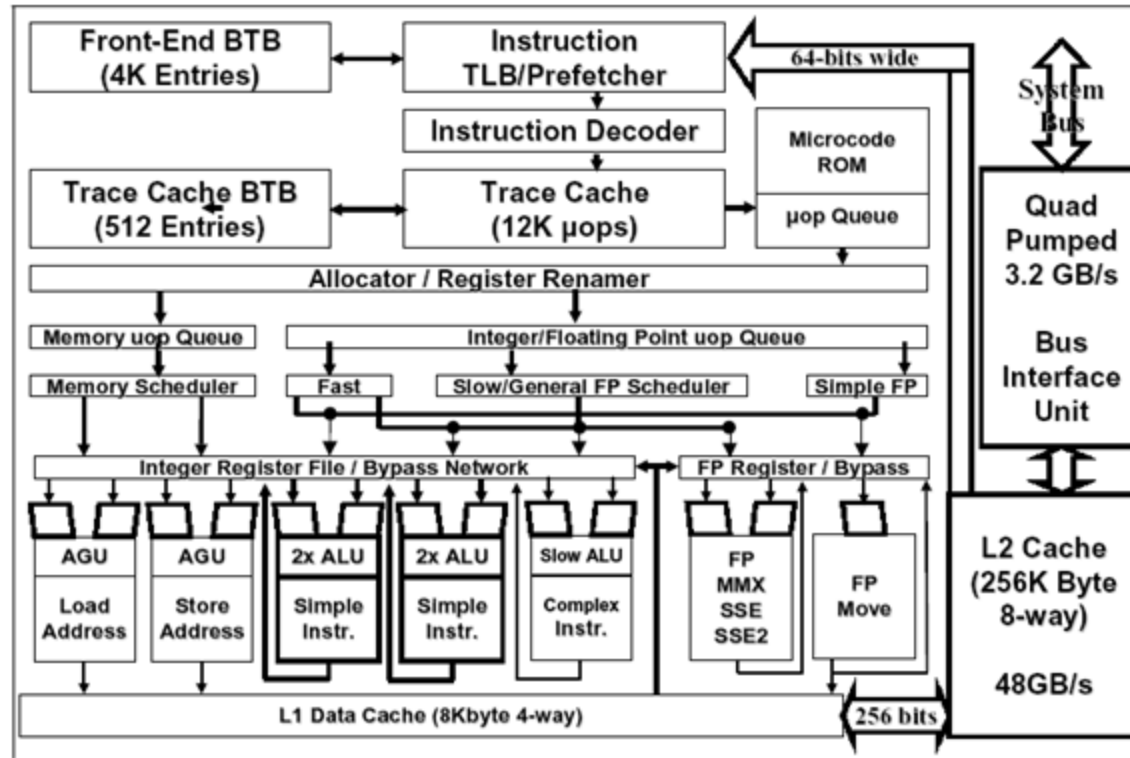 Front-End BTB
(4K Entries)
Instruction
TLB/Prefetcher
64-bits wide
System
Bus
Instruction Decoder
Microcode
ROM
Trace Cache BTB
(512 Entries)
Trace Cache
(12K μops)
μop Queue
Quad
Pumped
3.2 GB/s
Bus
Interface
Unit
Allocator / Register Renamer
Memory uop Queue
Integer/Floating Point uop Queue
Memory Scheduler
Fast
Slow/General FP Scheduler
Simple FP
Integer Register File / Bypass Network
FP Register / Bypass
AGU
Load
Address
AGU
Store
Address
2x ALU
Simple
Instr.
2x ALU
Simple
Instr.
Slow ALU
Complex
Instr.
FP
MMX
SSE
SSE2
FP
Move
L2 Cache
(256K Byte
8-way)
48GB/s
L1 Data Cache (8Kbyte 4-way)
256 bits